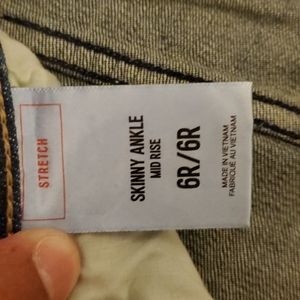 STRETCH
SKINNY ANKLE
MID RISE
6R/6R
MADE IN VIETNAM
FABRIQUÉ AU VIETNAM